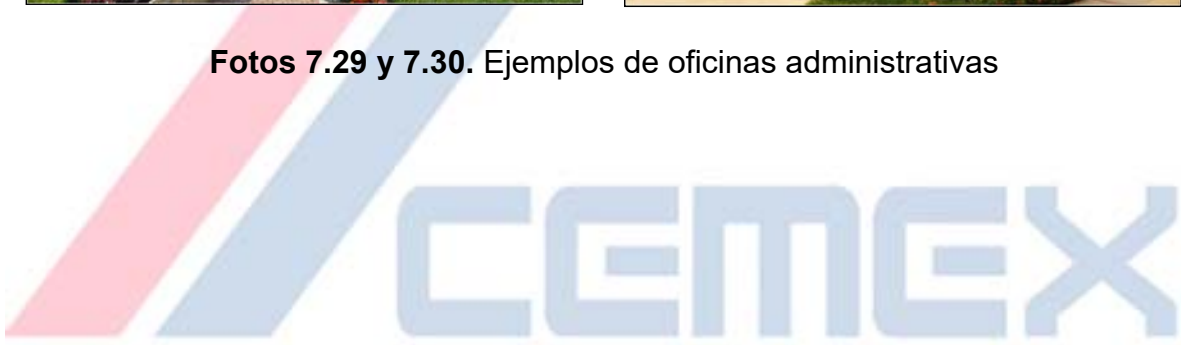 Fotos 7.29 y 7.30. Ejemplos de oficinas administrativas
CEMEX